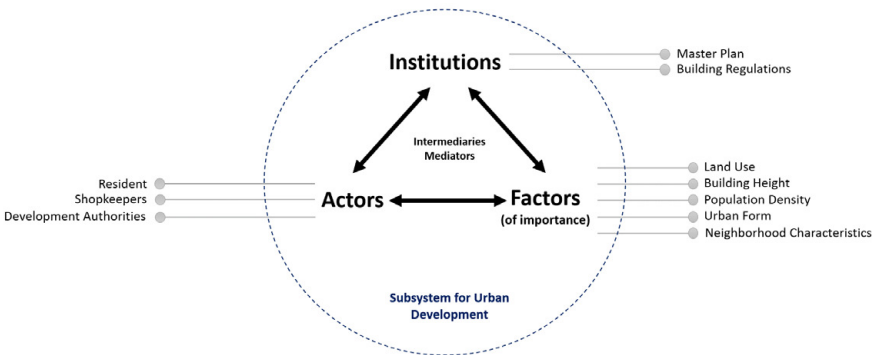 Institutions
Master Plan
Building Regulations
Intermediaries
Mediators
Resident
Shopkeepers
Development Authorities
Actors
Factors
(of importance)
Land Use
Building Height
Population Density
Urban Form
Neighborhood Characteristics
Subsystem for Urban
Development